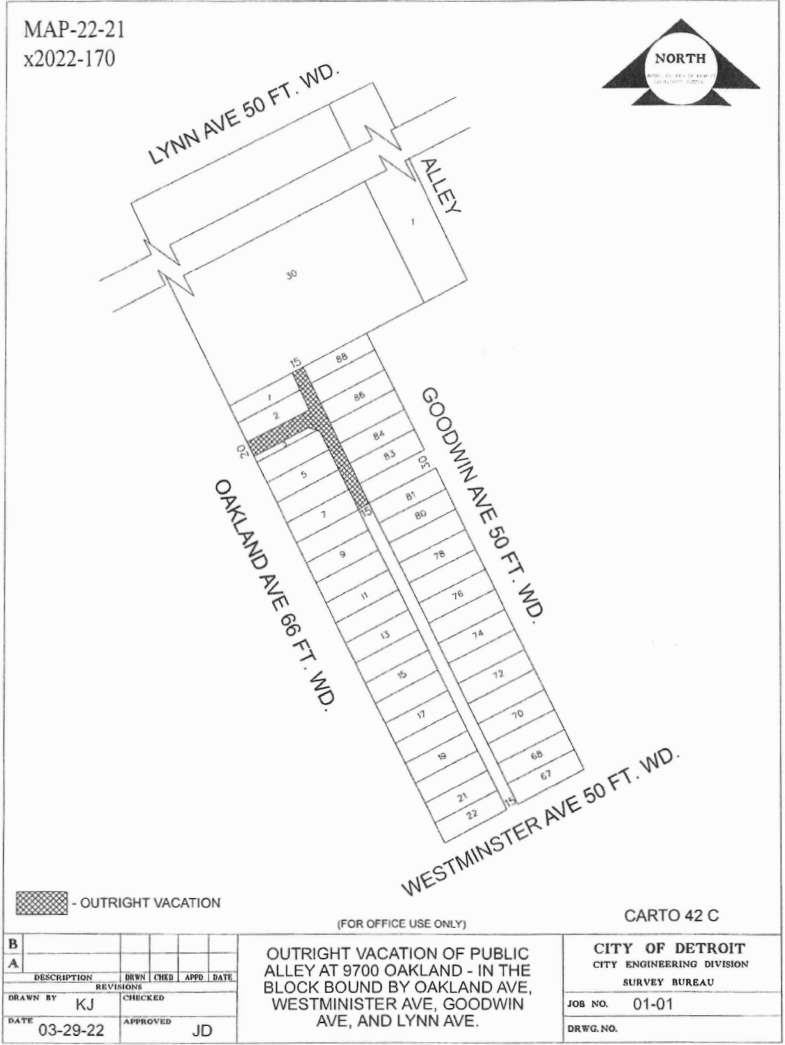 MAP-22-21
x2022-170
NORTH
LYNN AVE 50 FT. WD.
ALLEY
1
30
15
88
1
86
2
84
20
3
83
30
5
81
15
80
7
78
9
76
11
74
13
72
15
70
17
68
19
67
21
15
22
GOODWIN AVE 50 FT. WD.
OAKLAND AVE 66 FT. WD.
WESTMINSTER AVE 50 FT. WD.
- OUTRIGHT VACATION
(FOR OFFICE USE ONLY)
CARTO 42 C
B
A
DESCRIPTION DRWN CHKD APPD DATE
REVISIONS
DRAWN BY KJ
CHECKED
DATE 03-29-22
APPROVED JD
OUTRIGHT VACATION OF PUBLIC
ALLEY AT 9700 OAKLAND - IN THE
BLOCK BOUND BY OAKLAND AVE,
WESTMINISTER AVE, GOODWIN
AVE, AND LYNN AVE.
CITY OF DETROIT
CITY ENGINEERING DIVISION
SURVEY BUREAU
JOB NO. 01-01
DRWG. NO.